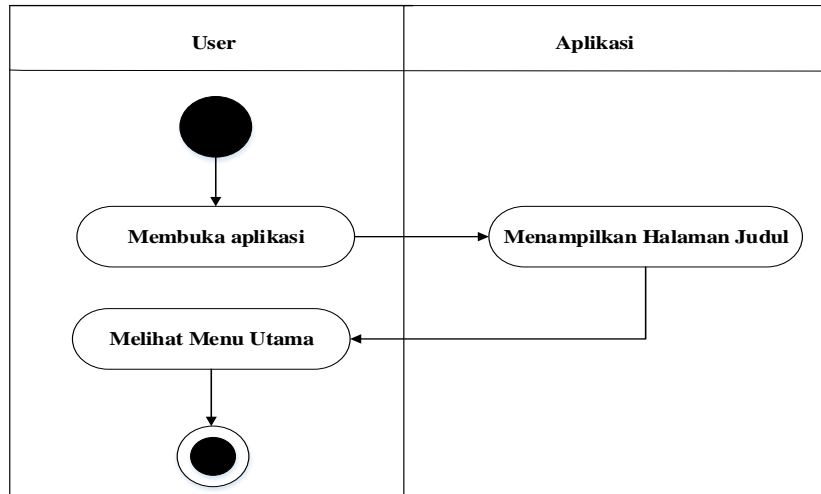 User
Aplikasi
Membuka aplikasi
Menampilkan Halaman Judul
Melihat Menu Utama